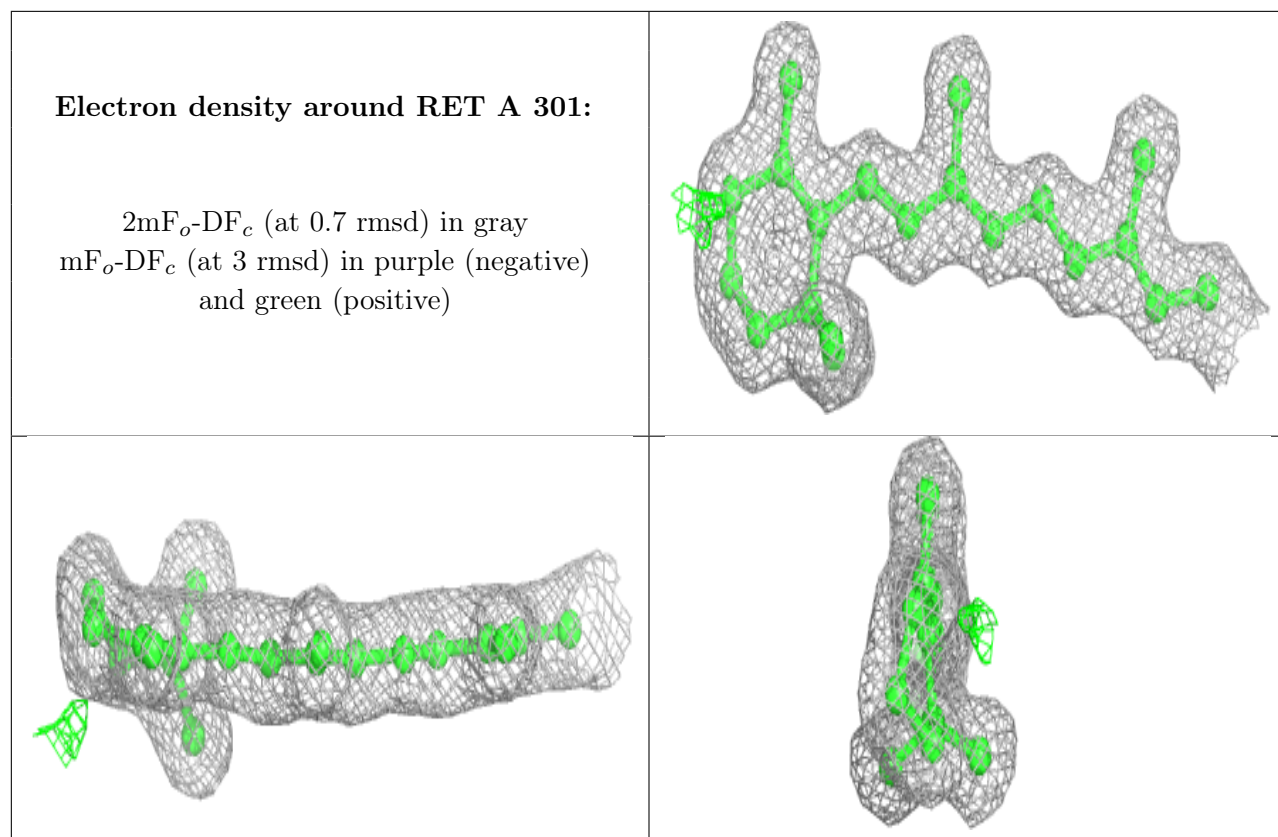 Electron density around RET A 301:
2mFo-DFc (at 0.7 rmsd) in gray
mFo-DFc (at 3 rmsd) in purple (negative)
and green (positive)